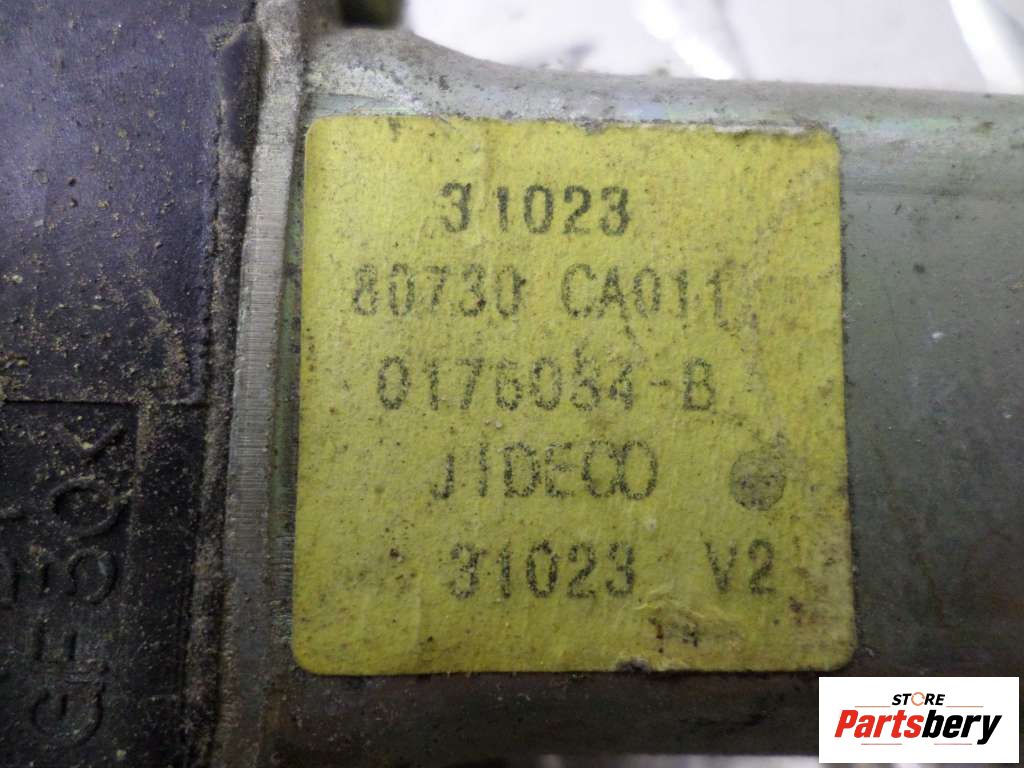 31023
80730 CA011
0176034-B
JIDECO
31023 V2
STORE
Partsbery